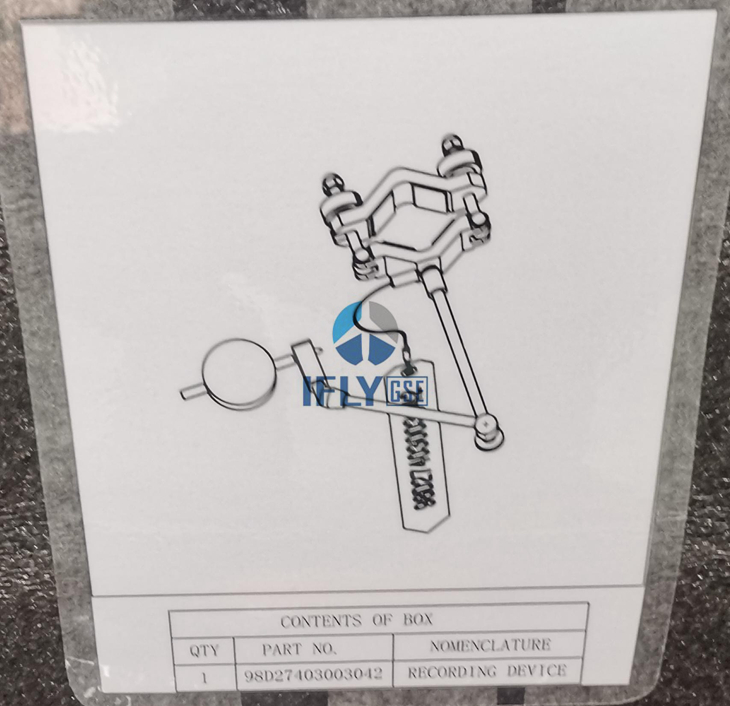 IFLY GSE
CONTENTS OF BOX
QTY PART NO. NOMENCLATURE
1 98D27403003042 RECORDING DEVICE